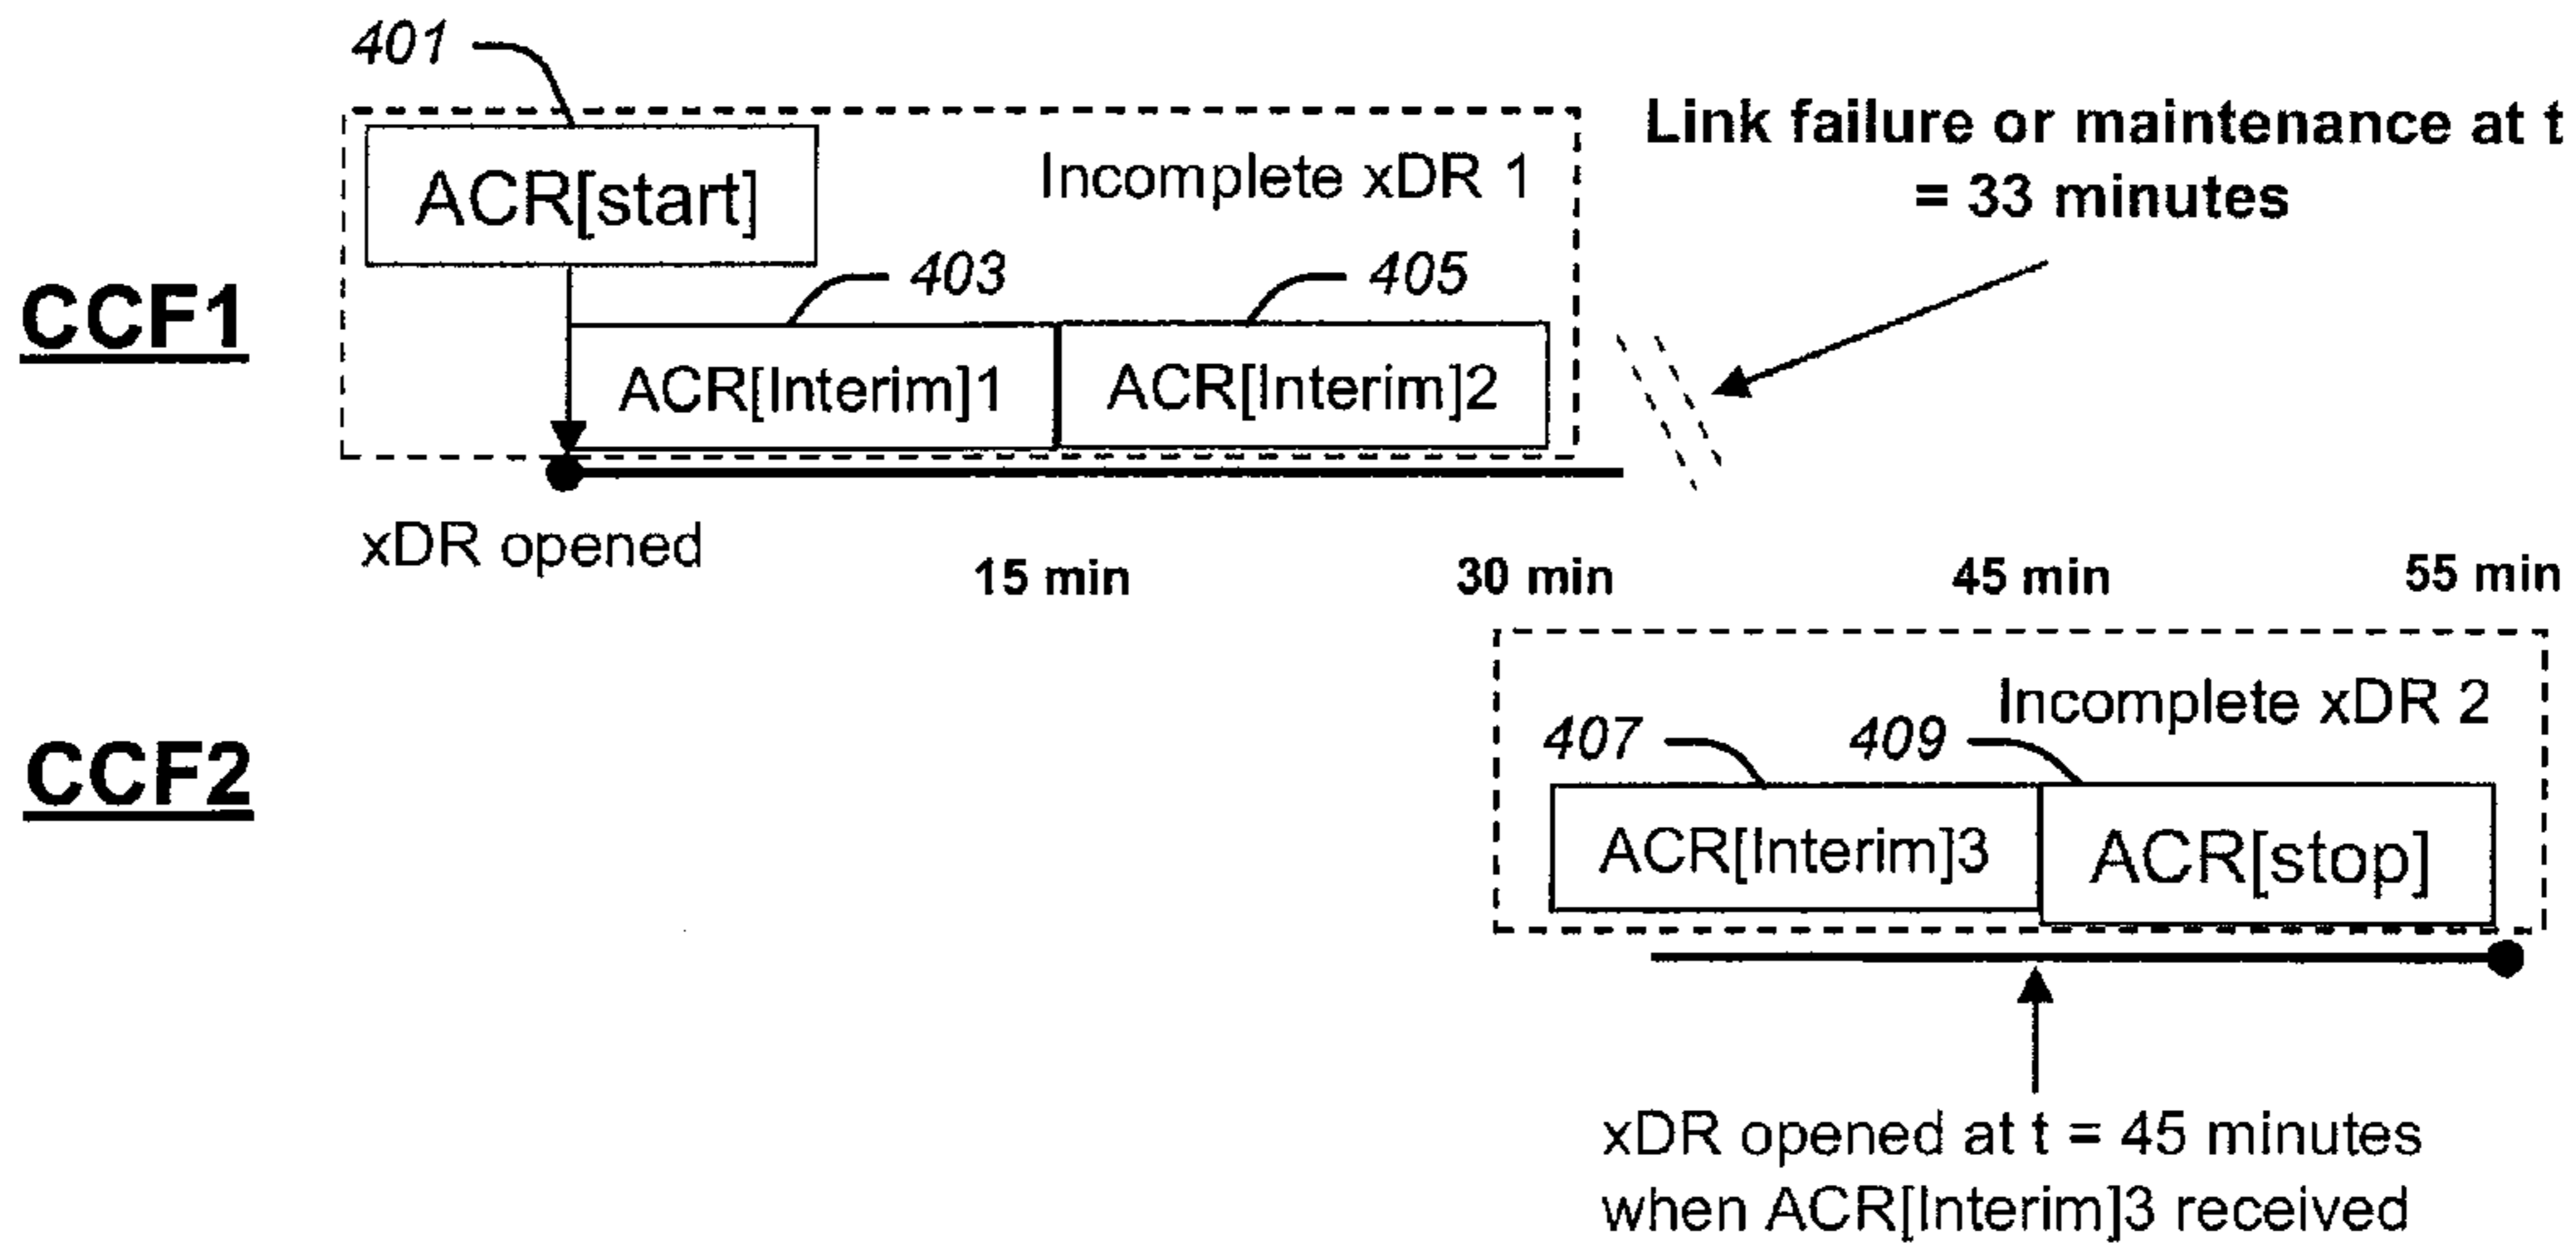 401
Link failure or maintenance at t
= 33 minutes
ACR[start]
Incomplete xDR 1
403
405
CCF1
ACR[Interim]1
ACR[Interim]2
xDR opened
15 min
30 min
45 min
55 min
Incomplete xDR 2
407
409
CCF2
ACR[Interim]3
ACR[stop]
xDR opened at t = 45 minutes
when ACR[Interim]3 received